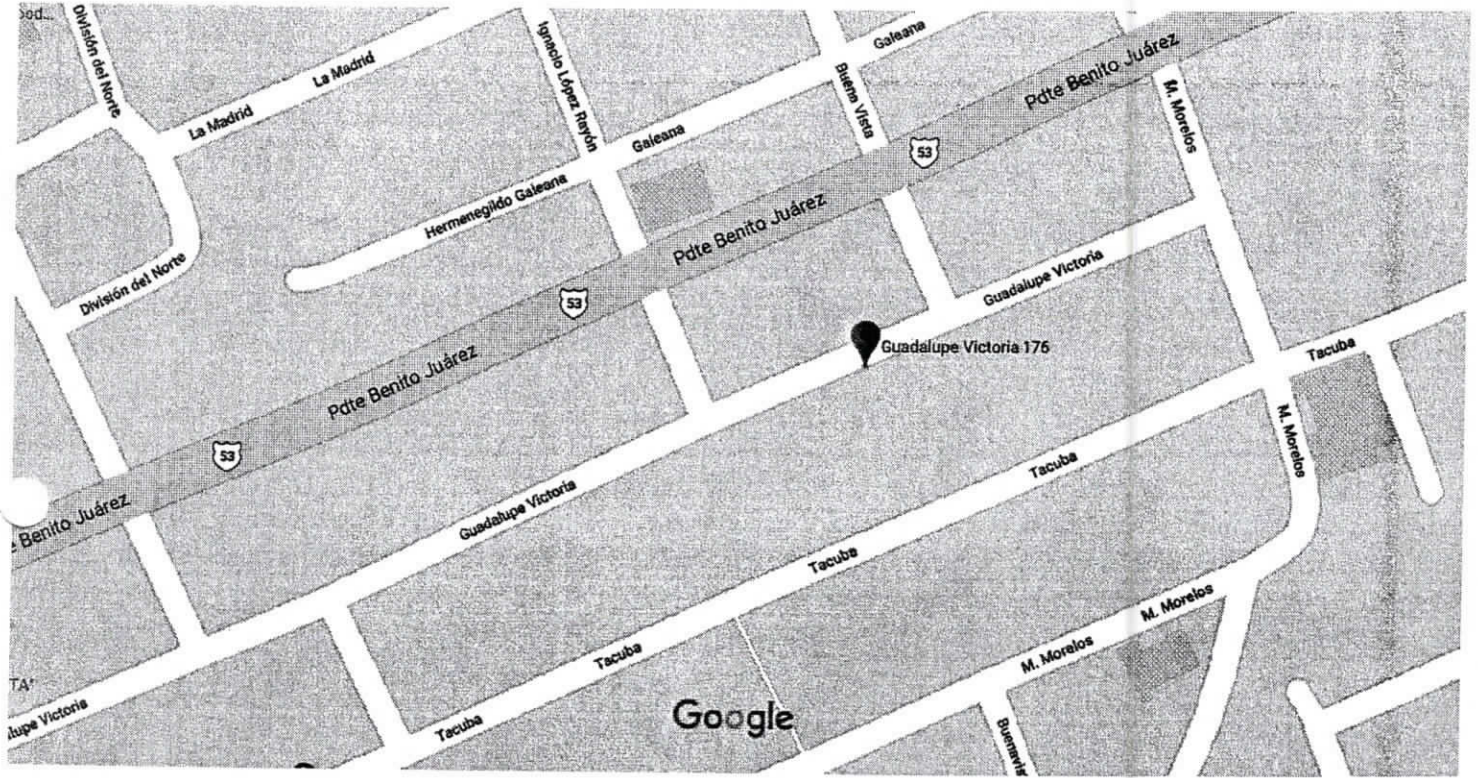 División del Norte
La Madrid
La Madrid
Ignacio López Rayón
Galeana
Galeana
Buena Vista
Pdte Benito Juárez
M. Morelos
53
Hermenegildo Galeana
Pdte Benito Juárez
División del Norte
Guadalupe Victoria
53
Guadalupe Victoria 176
Tacuba
Pdte Benito Juárez
M. Morelos
53
Tacuba
Guadalupe Victoria
Benito Juárez
Tacuba
M. Morelos
M. Morelos
Tacuba
Victoria
Google
Tacuba